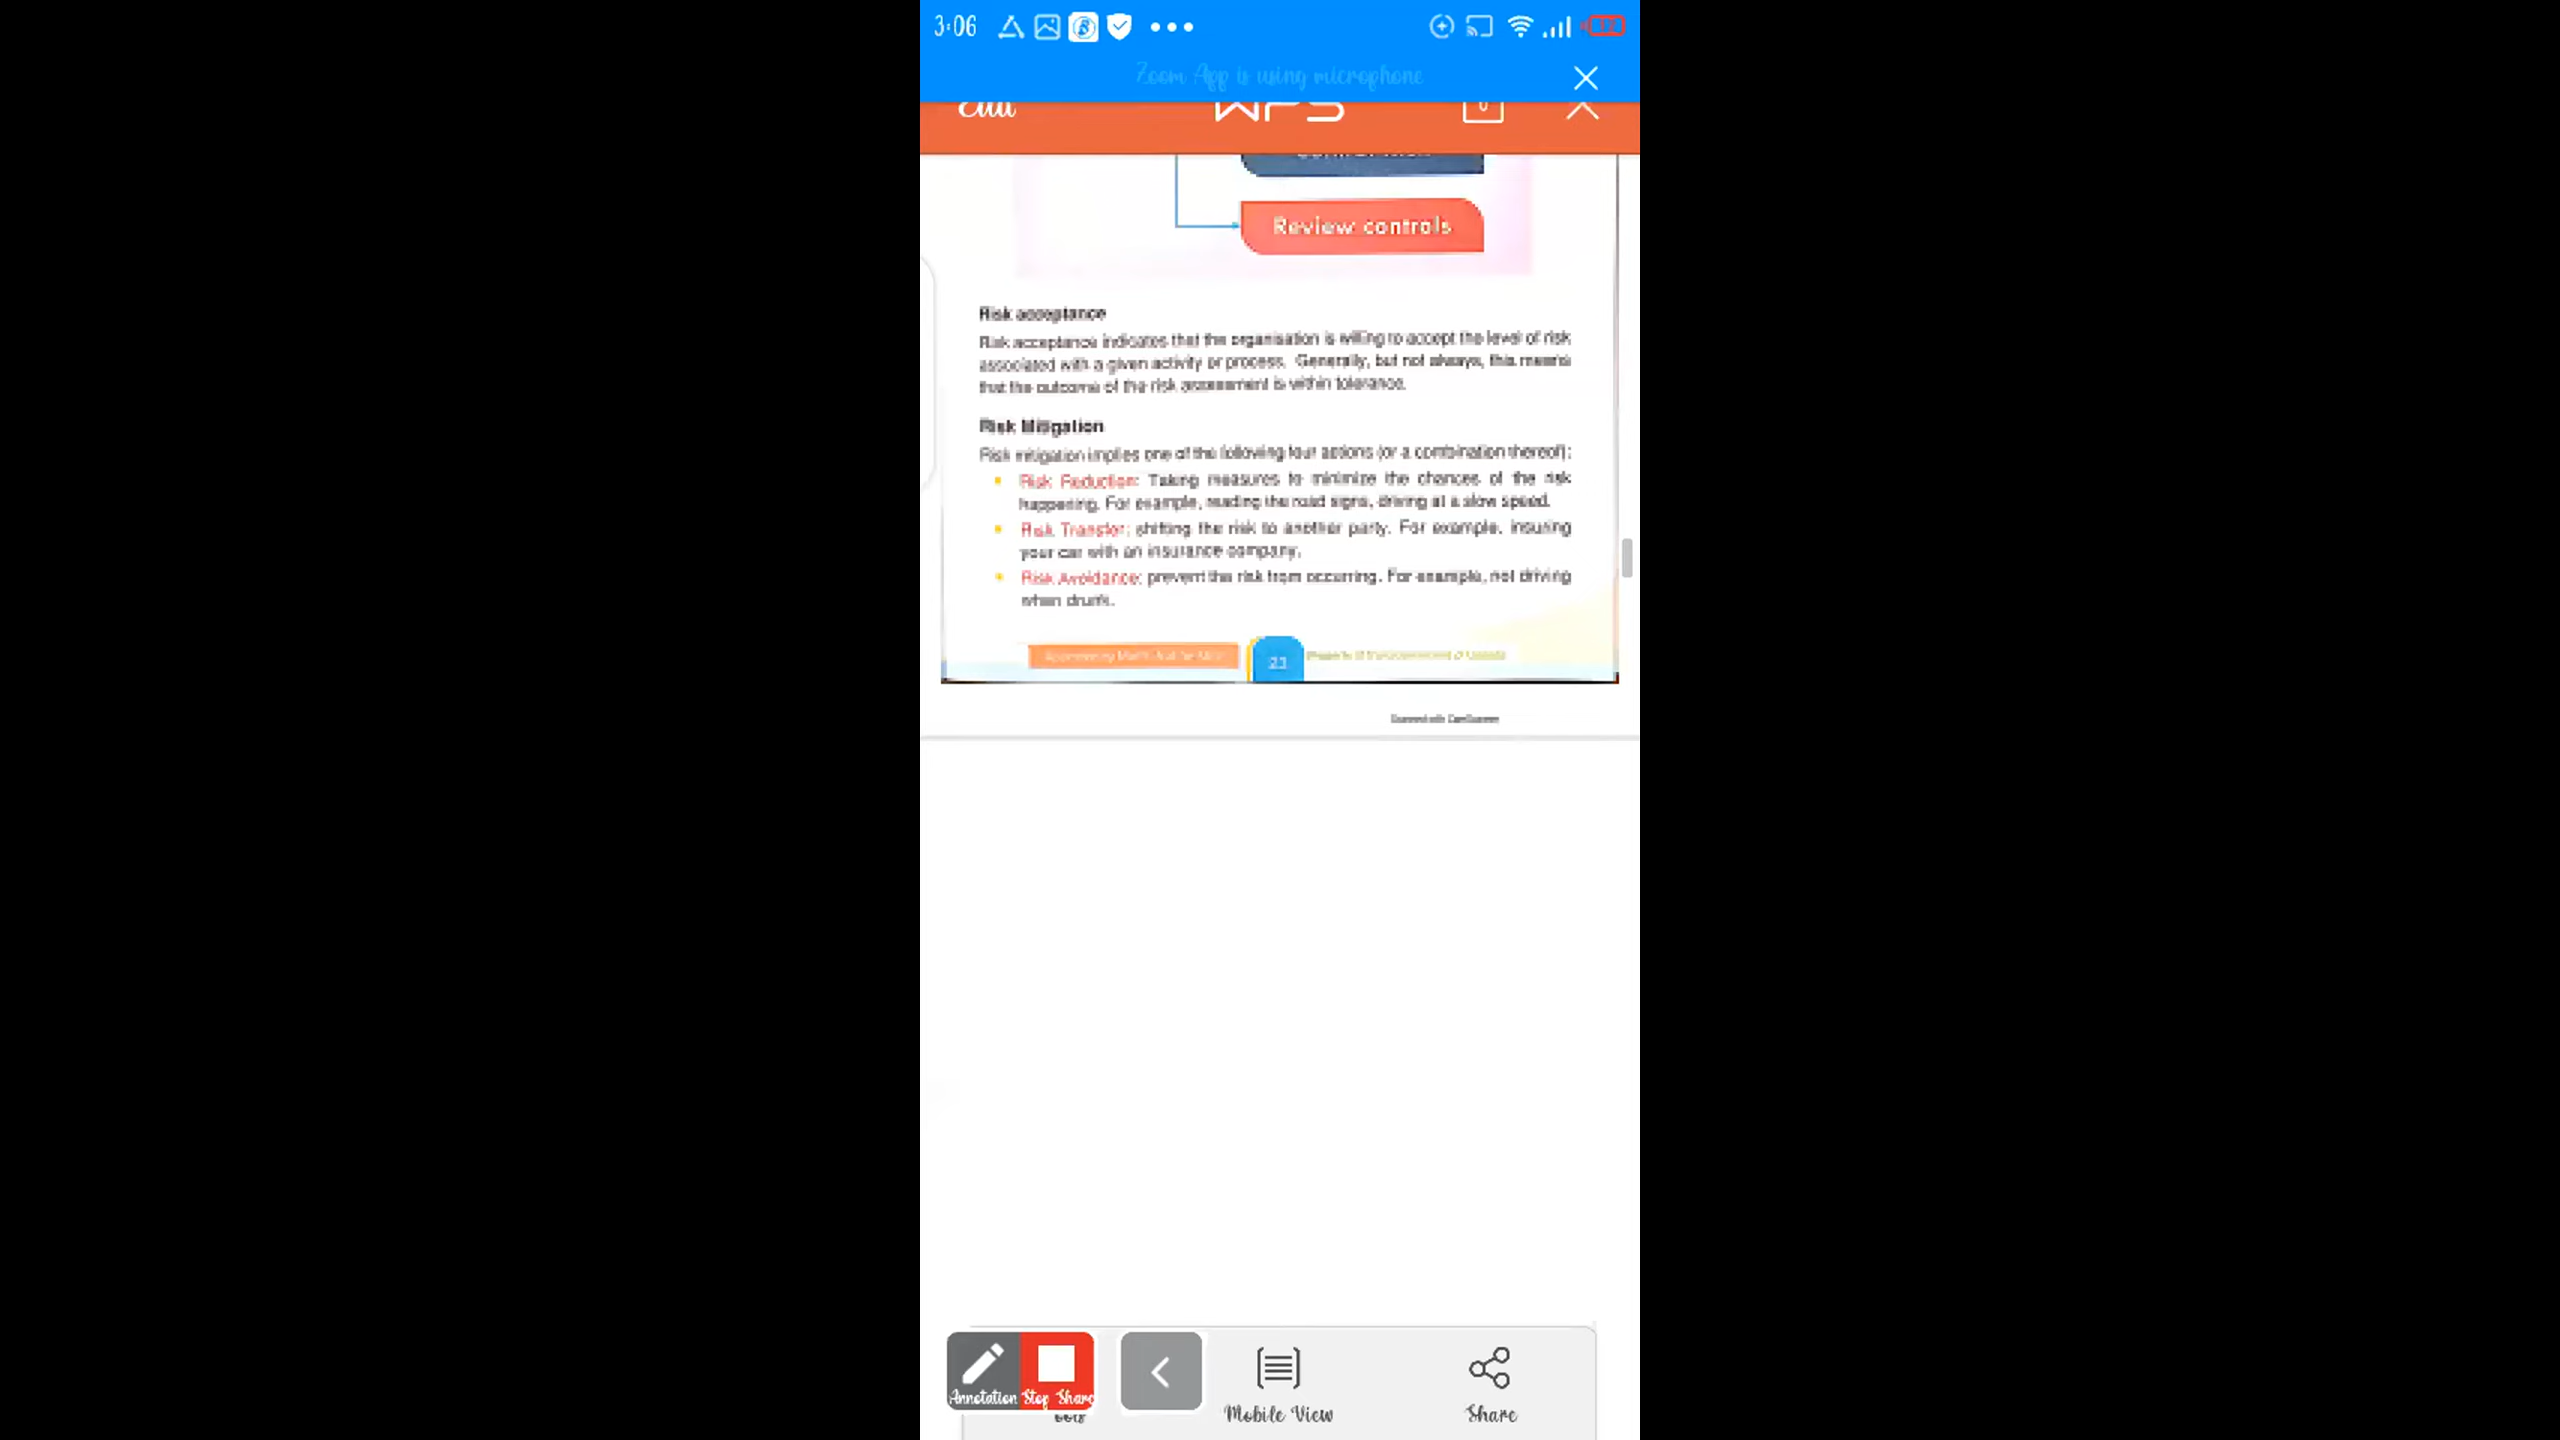 3:06
Zoom App is using microphone
Edit
WPS
Review controls
Risk acceptance
Risk acceptance indicates that the organisation is willing to accept the level of risk
associated with a given activity or process. Generally, but not always, this means
that the outcome of the risk assessment is within tolerance.
Risk Mitigation
Risk mitigation implies one of the following four actions (or a combination thereof):
Risk Reduction: Taking measures to minimize the chances of the risk
happening. For example, reading the road signs, driving at a slow speed.
Risk Transfer: shifting the risk to another party. For example, insuring
your car with an insurance company.
Risk Avoidance: prevent the risk from occurring. For example, not driving
when drunk.
23
Scanned with CamScanner
Annotation
Stop Share
Mobile View
Share